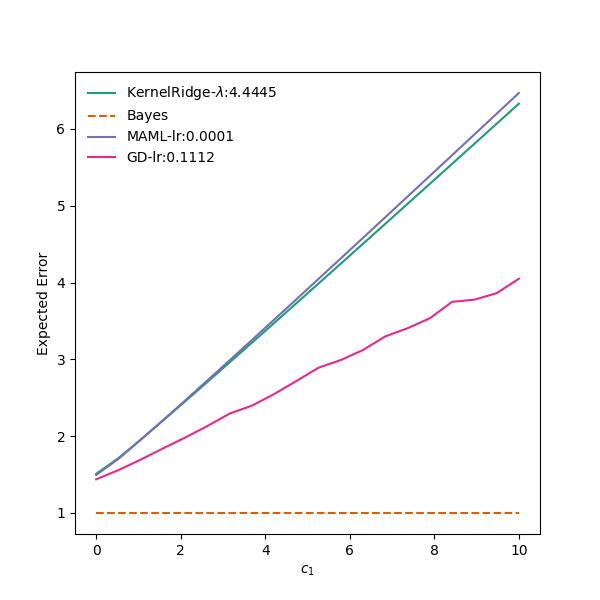 KernelRidge-λ:4.4445
Bayes
MAML-lr:0.0001
GD-lr:0.1112
Expected Error
6
5
4
3
2
1
0 2 4 6 8 10
c₁